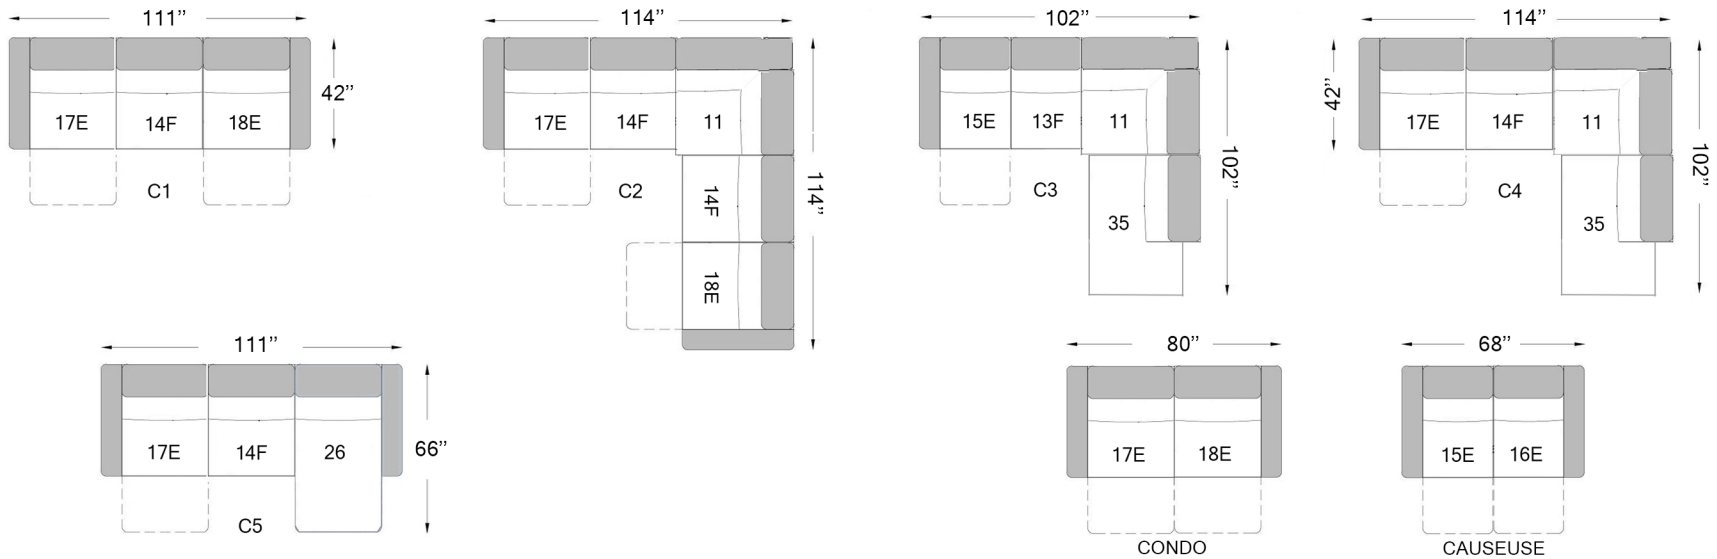 111”
42”
17E 14F 18E
C1
114”
17E 14F 11
14F
18E
C2
114”
102”
15E 13F 11
35
C3
102”
114”
42”
17E 14F 11
35
C4
102”
111”
17E 14F 26
66”
C5
80”
17E 18E
CONDO
68”
15E 16E
CAUSEUSE